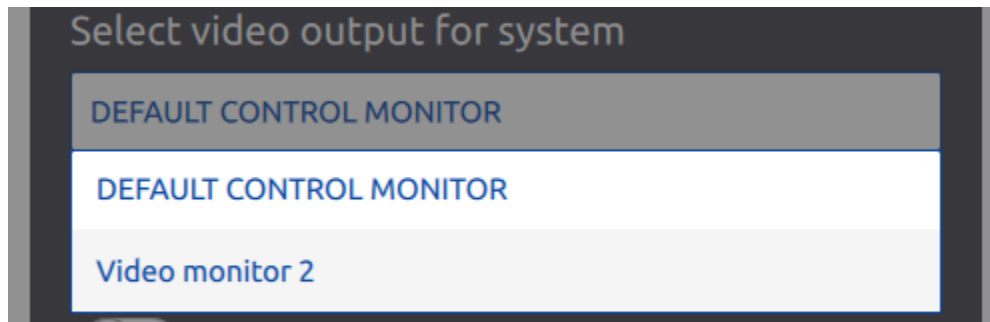 Select video output for system
DEFAULT CONTROL MONITOR
DEFAULT CONTROL MONITOR
Video monitor 2